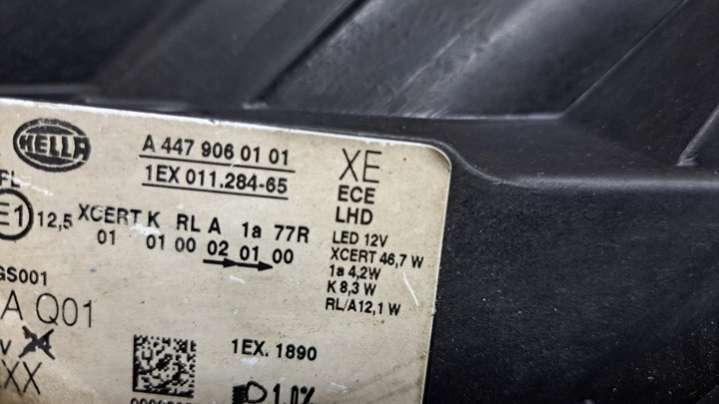 HELLA
A 447 906 01 01
XE
1EX 011.284-65
ECE
LHD
E1 12,5 XCERT K RL A 1a 77R
01 01 00 02 01 00
LED 12V
XCERT 46,7 W
1a 4,2W
K 8,3 W
RL/A12,1 W
GS001
A Q01
1EX. 1890
XX
1.0%